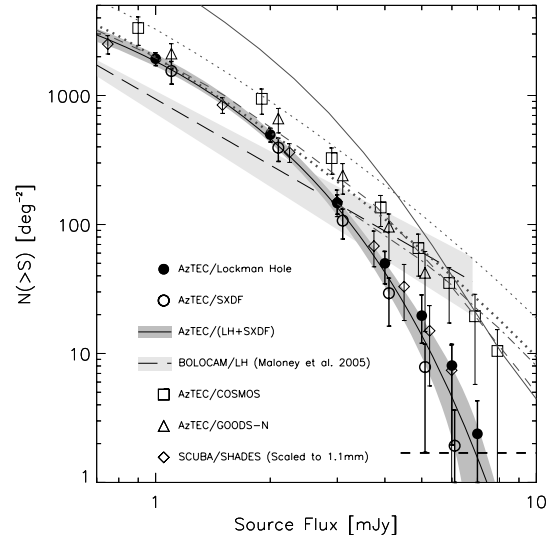 1000
100
10
1
N(>S) [deg⁻²]
AzTEC/Lockman Hole
AzTEC/SXDF
AzTEC/(LH+SXDF)
BOLOCAM/LH (Maloney et al. 2005)
AzTEC/COSMOS
AzTEC/GOODS-N
SCUBA/SHADES (Scaled to 1.1mm)
1
10
Source Flux [mJy]